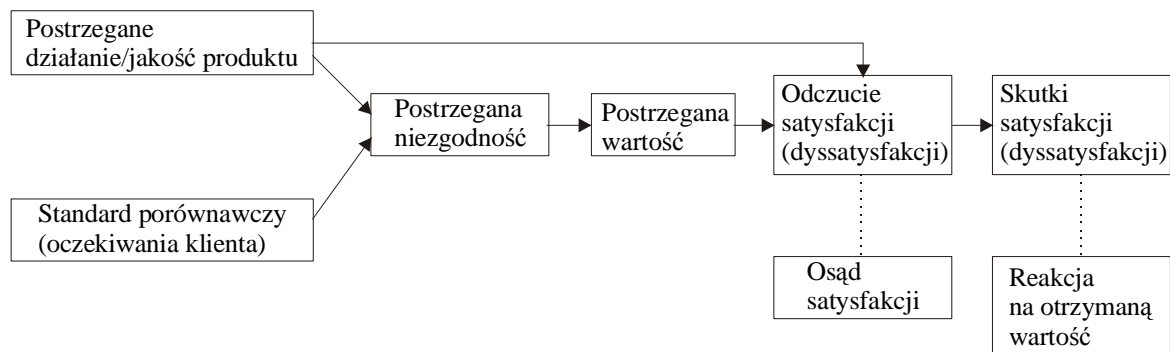 Postrzegane
działanie/jakość produktu
Postrzegana
niezgodność
Postrzegana
wartość
Odczucie
satysfakcji
(dyssatysfakcji)
Skutki
satysfakcji
(dyssatysfakcji)
Standard porównawczy
(oczekiwania klienta)
Osąd
satysfakcji
Reakcja
na otrzymaną
wartość